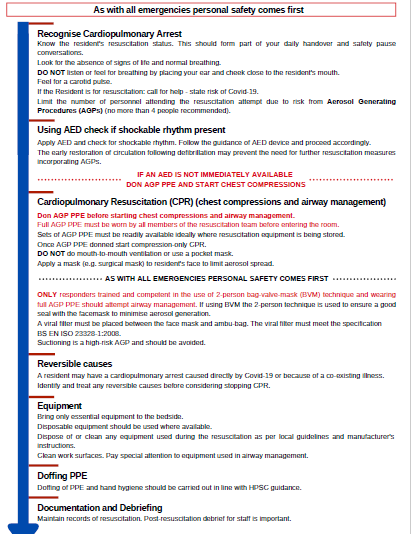 As with all emergencies personal safety comes first
Recognise Cardiopulmonary Arrest
Know the resident's resuscitation status. This should form part of your daily handover and safety pause
conversations.
Look for the absence of signs of life and normal breathing.
DO NOT listen or feel for breathing by placing your ear and cheek close to the resident's mouth.
Feel for a carotid pulse.
If the Resident is for resuscitation: call for help - state risk of Covid-19.
Limit the number of personnel attending the resuscitation attempt due to risk from Aerosol Generating
Procedures (AGPs) (no more than 4 people recommended).
Using AED check if shockable rhythm present
Apply AED and check for shockable rhythm. Follow the guidance of AED device and proceed accordingly.
The early restoration of circulation following defibrillation may prevent the need for further resuscitation measures
incorporating AGPs.
IF AN AED IS NOT IMMEDIATELY AVAILABLE
DON AGP PPE AND START CHEST COMPRESSIONS
Cardiopulmonary Resuscitation (CPR) (chest compressions and airway management)
Don AGP PPE before starting chest compressions and airway management.
Full AGP PPE must be worn by all members of the resuscitation team before entering the room.
Sets of AGP PPE must be readily available ideally where resuscitation equipment is being stored.
Once AGP PPE donned start compression-only CPR.
DO NOT do mouth-to-mouth ventilation or use a pocket mask.
Apply a mask (e.g. surgical mask) to resident's face to limit aerosol spread.
AS WITH ALL EMERGENCIES PERSONAL SAFETY COMES FIRST
ONLY responders trained and competent in the use of 2-person bag-valve-mask (BVM) technique and wearing
full AGP PPE should attempt airway management. If using BVM the 2-person technique is used to ensure a good
seal with the facemask to minimise aerosol generation.
A viral filter must be placed between the face mask and ambu-bag. The viral filter must meet the specification
BS EN ISO 23328-1:2008.
Suctioning is a high-risk AGP and should be avoided.
Reversible causes
A resident may have a cardiopulmonary arrest caused directly by Covid-19 or because of a co-existing illness.
Identify and treat any reversible causes before considering stopping CPR.
Equipment
Bring only essential equipment to the bedside.
Disposable equipment should be used where available.
Dispose of or clean any equipment used during the resuscitation as per local guidelines and manufacturer's
instructions.
Clean work surfaces. Pay special attention to equipment used in airway management.
Doffing PPE
Doffing of PPE and hand hygiene should be carried out in line with HPSC guidance.
Documentation and Debriefing
Maintain records of resuscitation. Post-resuscitation debrief for staff is important.